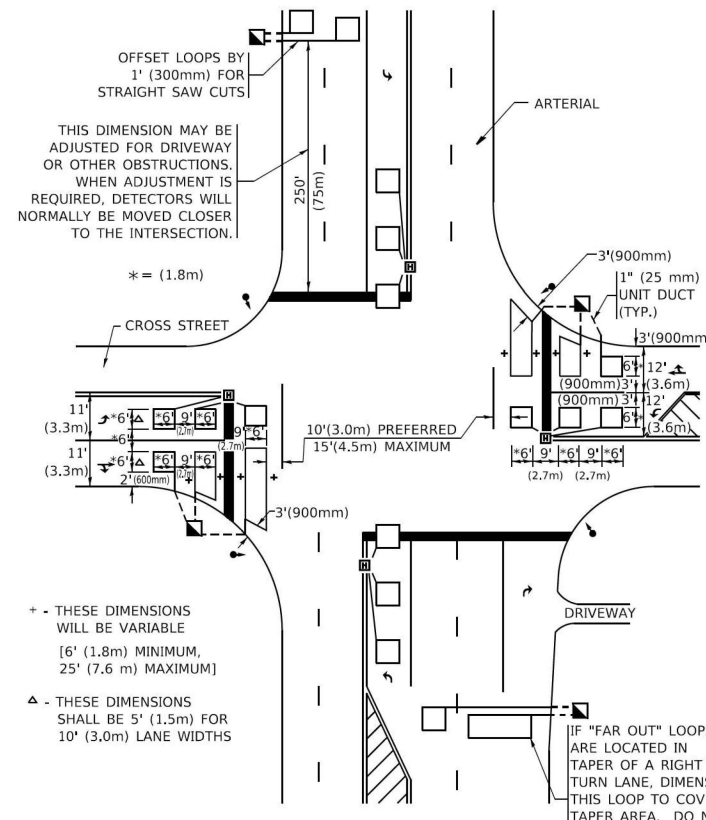 OFFSET LOOPS BY
1' (300mm) FOR
STRAIGHT SAW CUTS
ARTERIAL
THIS DIMENSION MAY BE
ADJUSTED FOR DRIVEWAY
OR OTHER OBSTRUCTIONS.
WHEN ADJUSTMENT IS
REQUIRED, DETECTORS WILL
NORMALLY BE MOVED CLOSER
TO THE INTERSECTION.
250'
(75m)
* = (1.8m)
H
3'(900mm)
1" (25 mm)
UNIT DUCT
(TYP.)
CROSS STREET
3'(900mm)
6'* 12'
(3.6m)
(900mm) 3'
(900mm) 3' 12'
6'*
(3.6m)
H
*6' 9' *6' 9' *6'
(2.7m) (2.7m)
H
11'
(3.3m)
*6' △ *6' 9' *6'
(2.7m)
9' *6'
(2.7m)
*6'
11'
(3.3m)
*6' △ *6' 9' *6'
(2.7m)
2' (600mm)
10'(3.0m) PREFERRED
15'(4.5m) MAXIMUM
3'(900mm)
H
+ - THESE DIMENSIONS
WILL BE VARIABLE
[6' (1.8m) MINIMUM,
25' (7.6 m) MAXIMUM]
△ - THESE DIMENSIONS
SHALL BE 5' (1.5m) FOR
10' (3.0m) LANE WIDTHS
DRIVEWAY
IF "FAR OUT" LOOP
ARE LOCATED IN
TAPER OF A RIGHT
TURN LANE, DIMENS
THIS LOOP TO COV
TAPER AREA. DO N